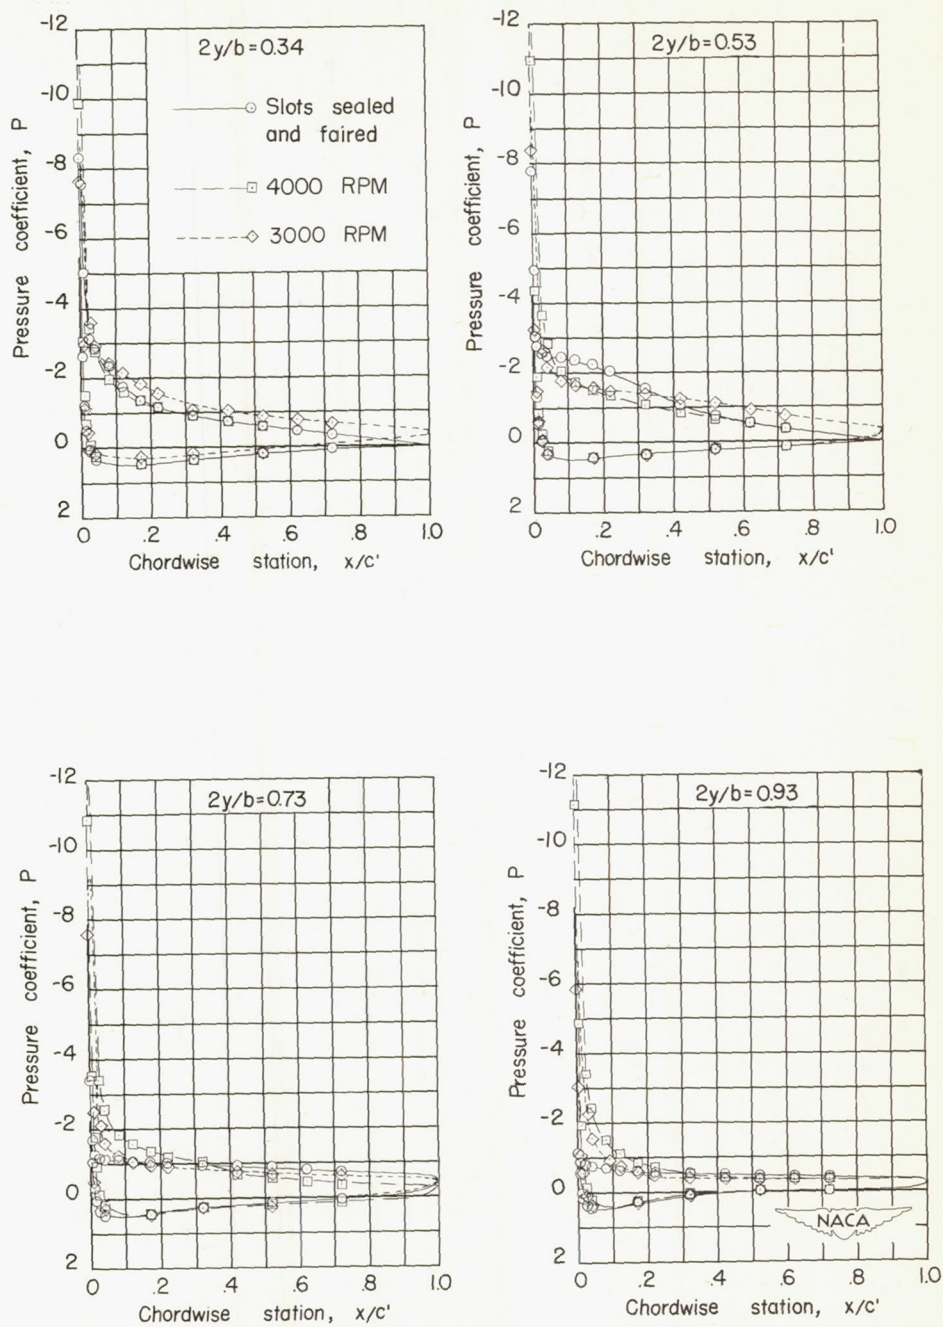 -12
-10
-8
-6
-4
-2
0
2
Pressure coefficient, P
2y/b=0.34
Slots sealed
and faired
4000 RPM
3000 RPM
0 .2 .4 .6 .8 1.0
Chordwise station, x/c'
-12
-10
-8
-6
-4
-2
0
2
Pressure coefficient, P
2y/b=0.53
0 .2 .4 .6 .8 1.0
Chordwise station, x/c'
-12
-10
-8
-6
-4
-2
0
2
Pressure coefficient, P
2y/b=0.73
0 .2 .4 .6 .8 1.0
Chordwise station, x/c'
-12
-10
-8
-6
-4
-2
0
2
Pressure coefficient, P
2y/b=0.93
NACA
0 .2 .4 .6 .8 1.0
Chordwise station, x/c'